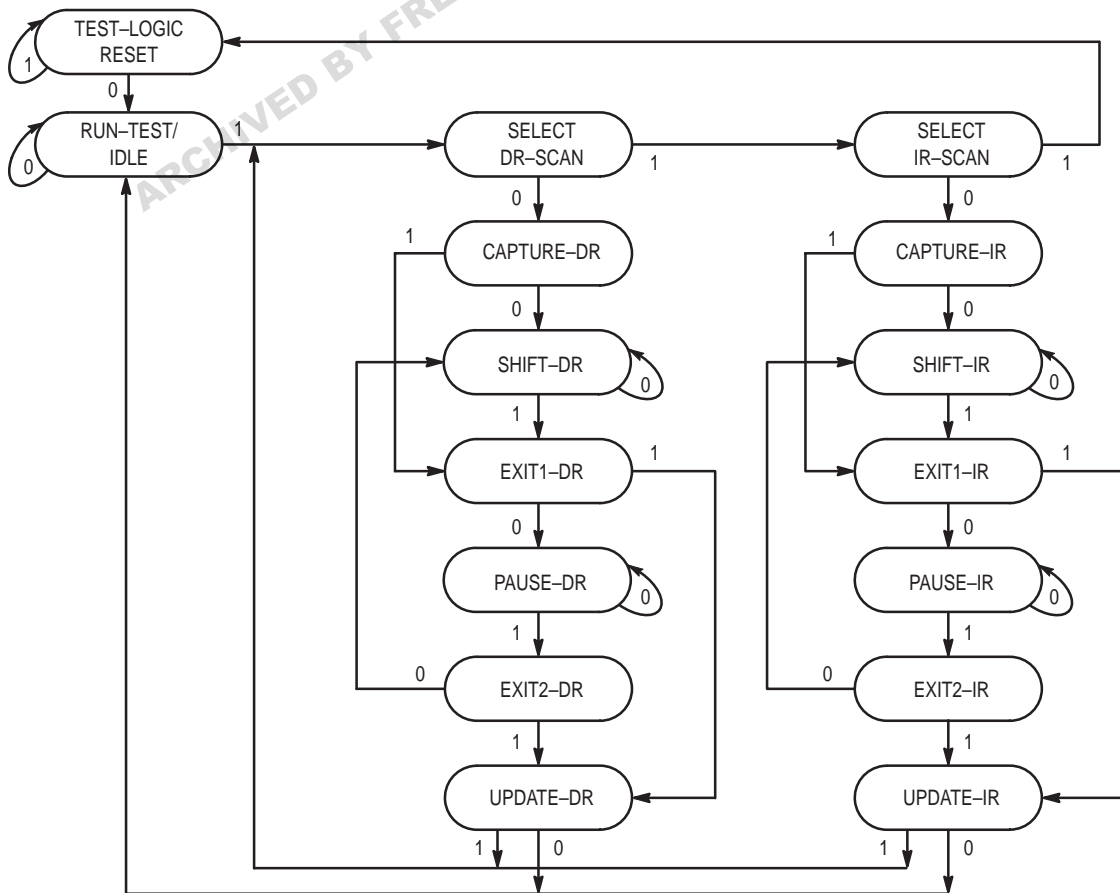 ARCHIVED BY FRE
TEST–LOGIC
RESET
1
0
RUN–TEST/
IDLE
0
1
SELECT
DR–SCAN
1
SELECT
IR–SCAN
1
0
0
1
CAPTURE–DR
1
CAPTURE–IR
0
0
SHIFT–DR
0
SHIFT–IR
0
1
1
EXIT1–DR
1
EXIT1–IR
1
0
0
PAUSE–DR
0
PAUSE–IR
0
1
1
0
EXIT2–DR
0
EXIT2–IR
1
1
UPDATE–DR
UPDATE–IR
1
0
1
0